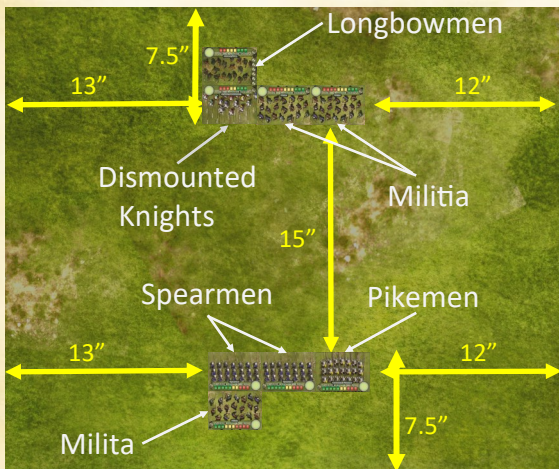 Longbowmen
7.5”
13”
12”
Dismounted
Knights
Militia
15”
Spearmen
Pikemen
13”
12”
Milita
7.5”